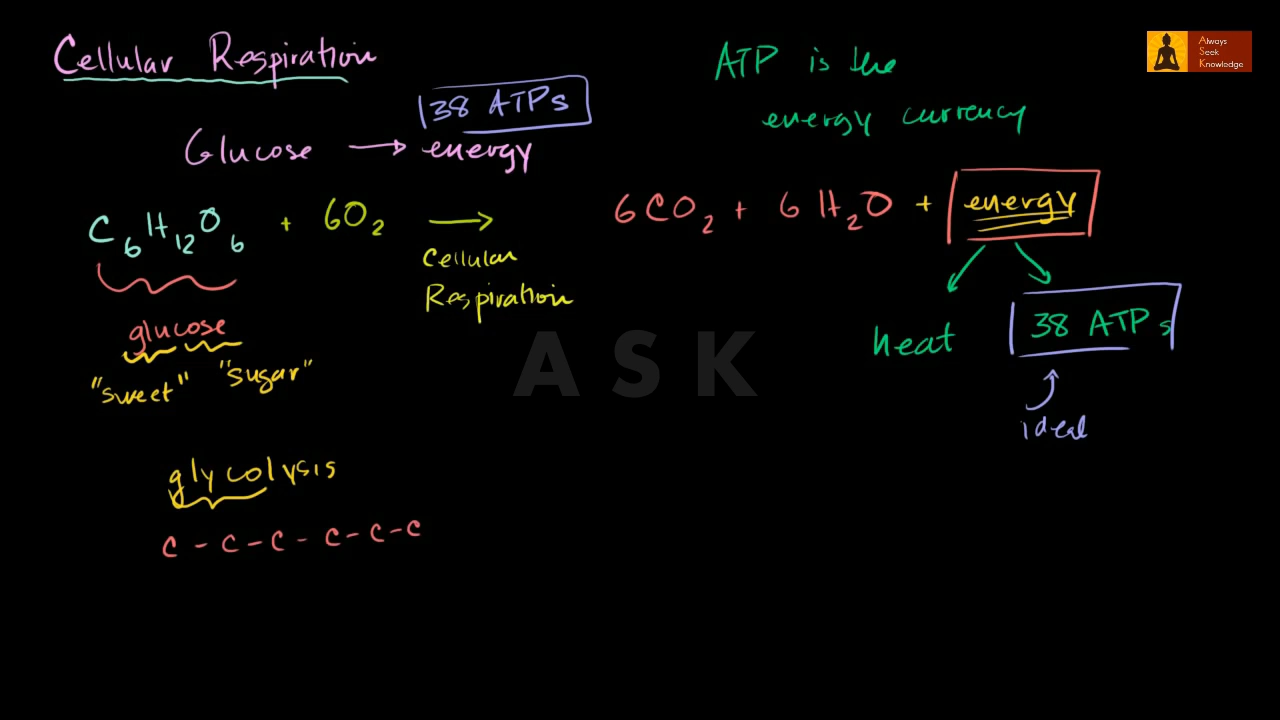 Cellular Respiration
ATP is the
energy currency
Always
Seek
Knowledge
38 ATPs
Glucose → energy
C₆H₁₂O₆ + 6O₂ → 6CO₂ + 6H₂O + energy
Cellular
Respiration
glucose
"sweet" "sugar"
heat 38 ATPs
ideal
ASK
glycolysis
C - C - C - C - C - C